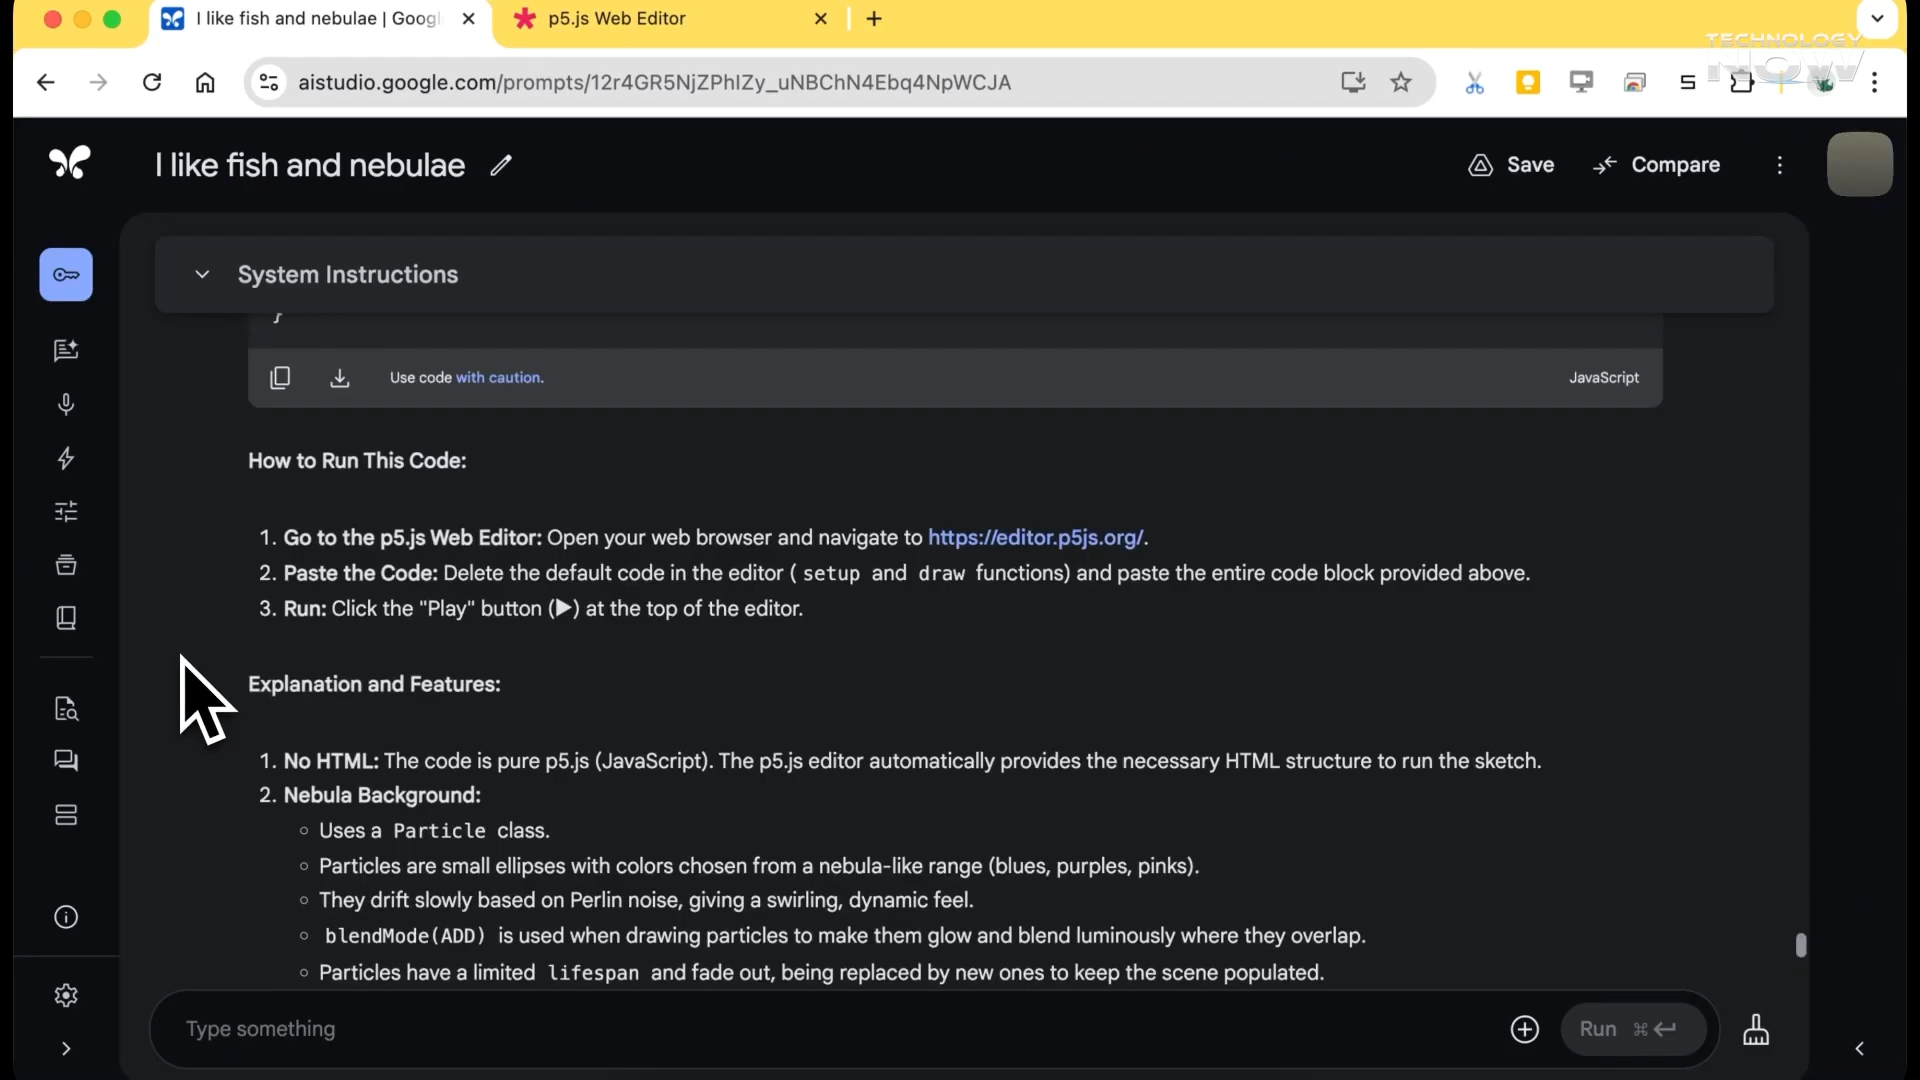 I like fish and nebulae | Goog
p5.js Web Editor
TECHNOLOGY
NOW
aistudio.google.com/prompts/12r4GR5NjZPhIZy_uNBChN4Ebq4NpWCJA
I like fish and nebulae
Save
Compare
System Instructions
}
Use code with caution.
JavaScript
How to Run This Code:
1. Go to the p5.js Web Editor: Open your web browser and navigate to https://editor.p5js.org/.
2. Paste the Code: Delete the default code in the editor ( setup and draw functions) and paste the entire code block provided above.
3. Run: Click the "Play" button (▶) at the top of the editor.
Explanation and Features:
1. No HTML: The code is pure p5.js (JavaScript). The p5.js editor automatically provides the necessary HTML structure to run the sketch.
2. Nebula Background:
Uses a Particle class.
Particles are small ellipses with colors chosen from a nebula-like range (blues, purples, pinks).
They drift slowly based on Perlin noise, giving a swirling, dynamic feel.
blendMode(ADD) is used when drawing particles to make them glow and blend luminously where they overlap.
Particles have a limited lifespan and fade out, being replaced by new ones to keep the scene populated.
Type something
Run ⌘ ↵